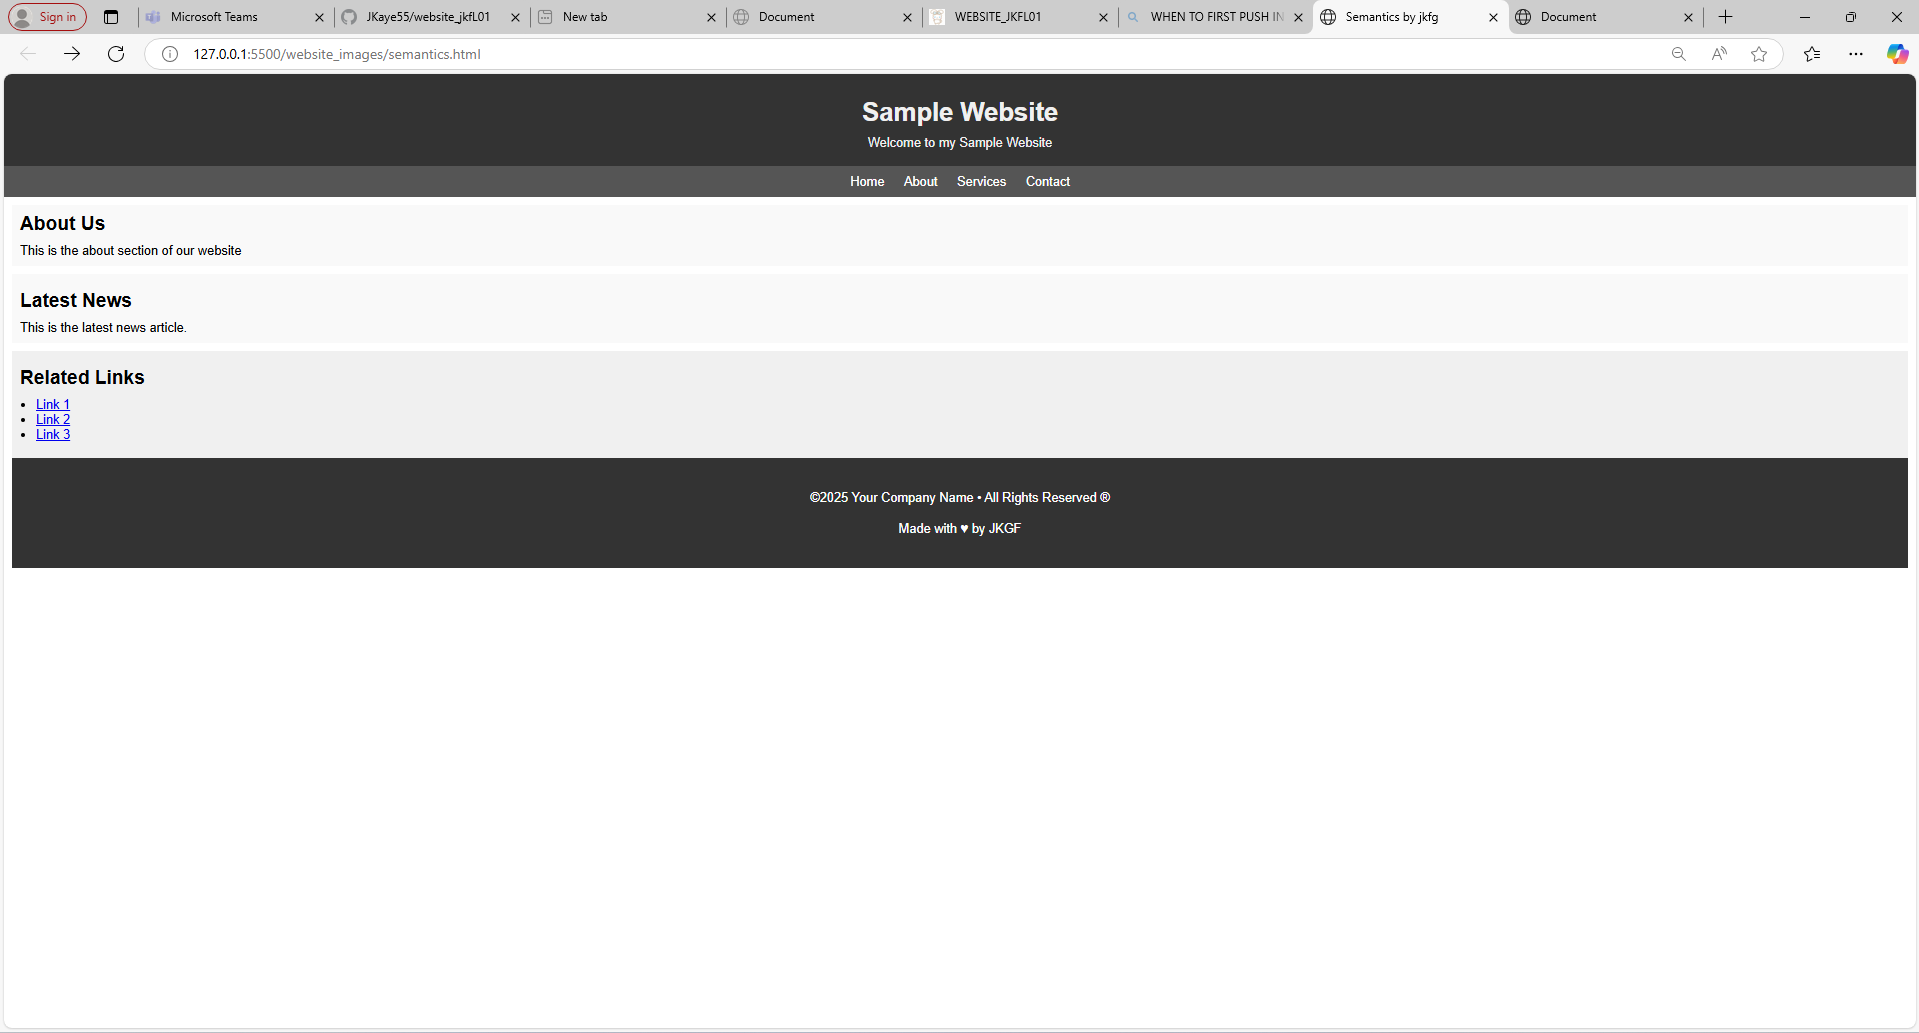 Sign in
Microsoft Teams
JKaye55/website_jkfL01
New tab
Document
WEBSITE_JKFL01
WHEN TO FIRST PUSH IN
Semantics by jkfg
Document
127.0.0.1:5500/website_images/semantics.html
Sample Website
Welcome to my Sample Website
Home About Services Contact
About Us
This is the about section of our website
Latest News
This is the latest news article.
Related Links
• Link 1
• Link 2
• Link 3
©2025 Your Company Name • All Rights Reserved ®
Made with ♥ by JKGF